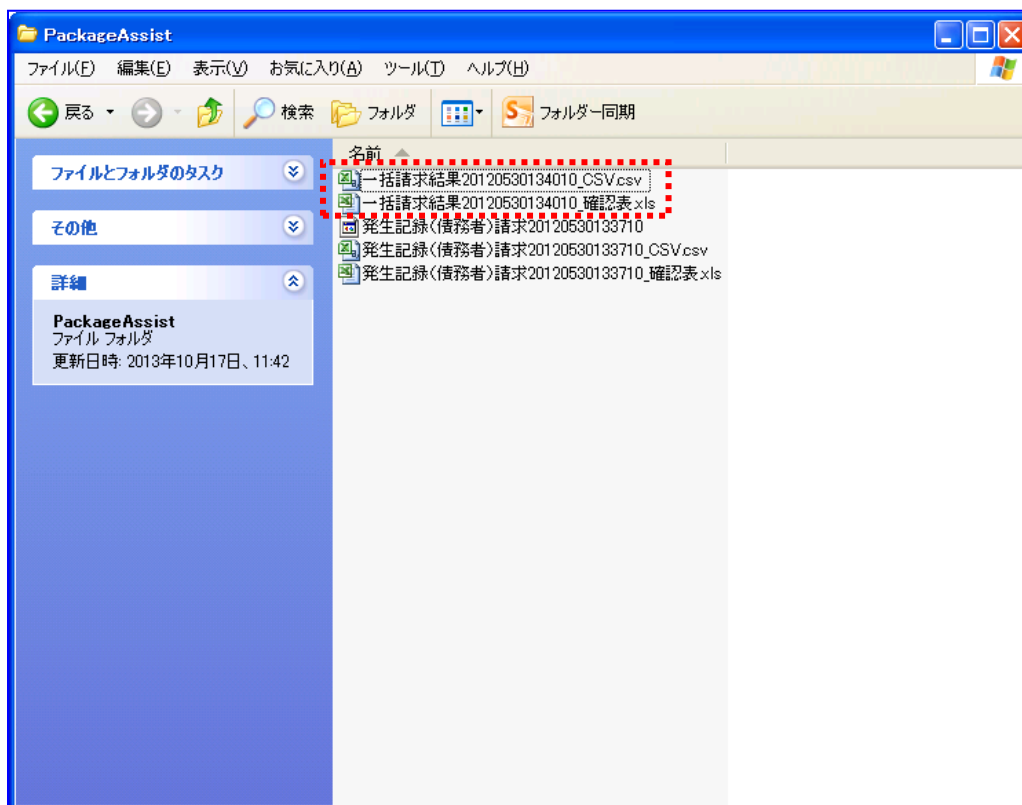 PackageAssist
ファイル(F) 編集(E) 表示(V) お気に入り(A) ツール(T) ヘルプ(H)
戻る 検索 フォルダ フォルダー同期
ファイルとフォルダのタスク
その他
詳細
PackageAssist
ファイル フォルダ
更新日時: 2013年10月17日、11:42
名前
一括請求結果20120530134010_CSV.csv
一括請求結果20120530134010_確認表.xls
発生記録(債務者)請求20120530133710
発生記録(債務者)請求20120530133710_CSV.csv
発生記録(債務者)請求20120530133710_確認表.xls